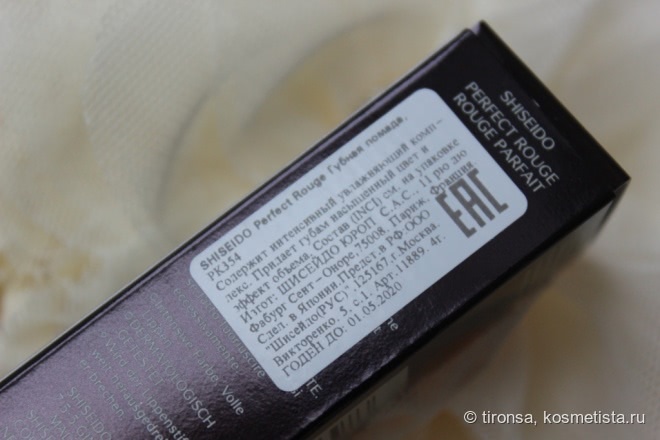 SHISEIDO
PERFECT ROUGE
ROUGE PARFAIT
SHISEIDO Perfect Rouge Губная помада.
PK354
Содержит интенсивный увлажняющий комп-
лекс. Придает губам насыщенный цвет и
эффект объема. Состав (INCI) см. на упаковке
Изгот: ШИСЕЙДО ЮРОП С.А.С., 11 рю дю
Фабург Сент-Оноре, 75008, Париж, Франция
Сдел. в Японии Предст. в РФ. ООО
"Шисейдо(РУС)", 125167, г.Москва,
Викторенко, 5, с.1. Арт.11889. 4г.
ГОДЕН ДО: 01 05.2020
EAC
Volle
SHISEIDO
© tironsa, kosmetista.ru